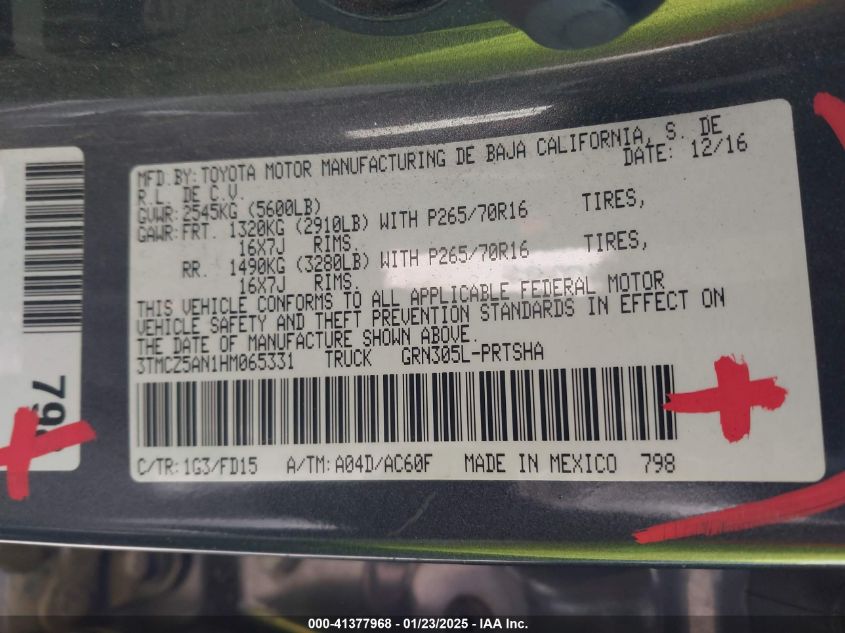 MFD.BY: TOYOTA MOTOR MANUFACTURING DE BAJA CALIFORNIA, S. DE
R.L. DE C.V. DATE: 12/16
GVWR: 2545KG (5600LB)
GAWR: FRT. 1320KG (2910LB) WITH P265/70R16 TIRES,
16X7J RIMS.
RR. 1490KG (3280LB) WITH P265/70R16 TIRES,
16X7J RIMS.
THIS VEHICLE CONFORMS TO ALL APPLICABLE FEDERAL MOTOR
VEHICLE SAFETY AND THEFT PREVENTION STANDARDS IN EFFECT ON
THE DATE OF MANUFACTURE SHOWN ABOVE.
3TMCZ5AN1HM065331 TRUCK GRN305L-PRTSHA
C/TR: 1G3/FD15 A/TM: A04D/AC60F MADE IN MEXICO 798
000-41377968 | 01/23/2025 | IAA Inc.